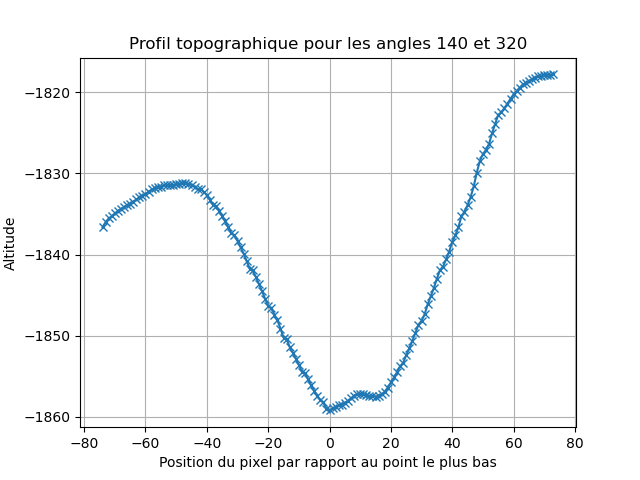 Profil topographique pour les angles 140 et 320
Altitude
−1820
−1830
−1840
−1850
−1860
−80 −60 −40 −20 0 20 40 60 80
Position du pixel par rapport au point le plus bas